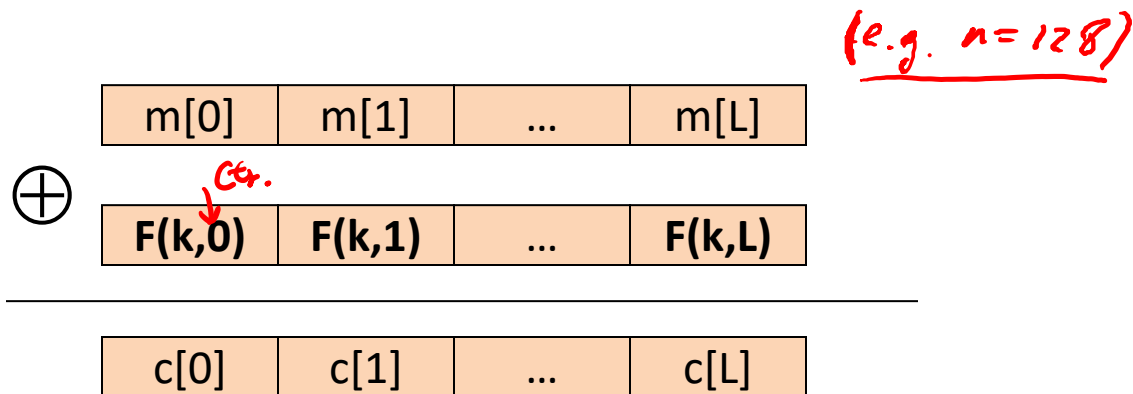 (e.g. n=128)
m[0] m[1] … m[L]
⊕
ctr.
F(k,0) F(k,1) … F(k,L)
c[0] c[1] … c[L]